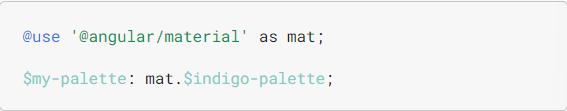 @use '@angular/material' as mat;
$my-palette: mat.$indigo-palette;